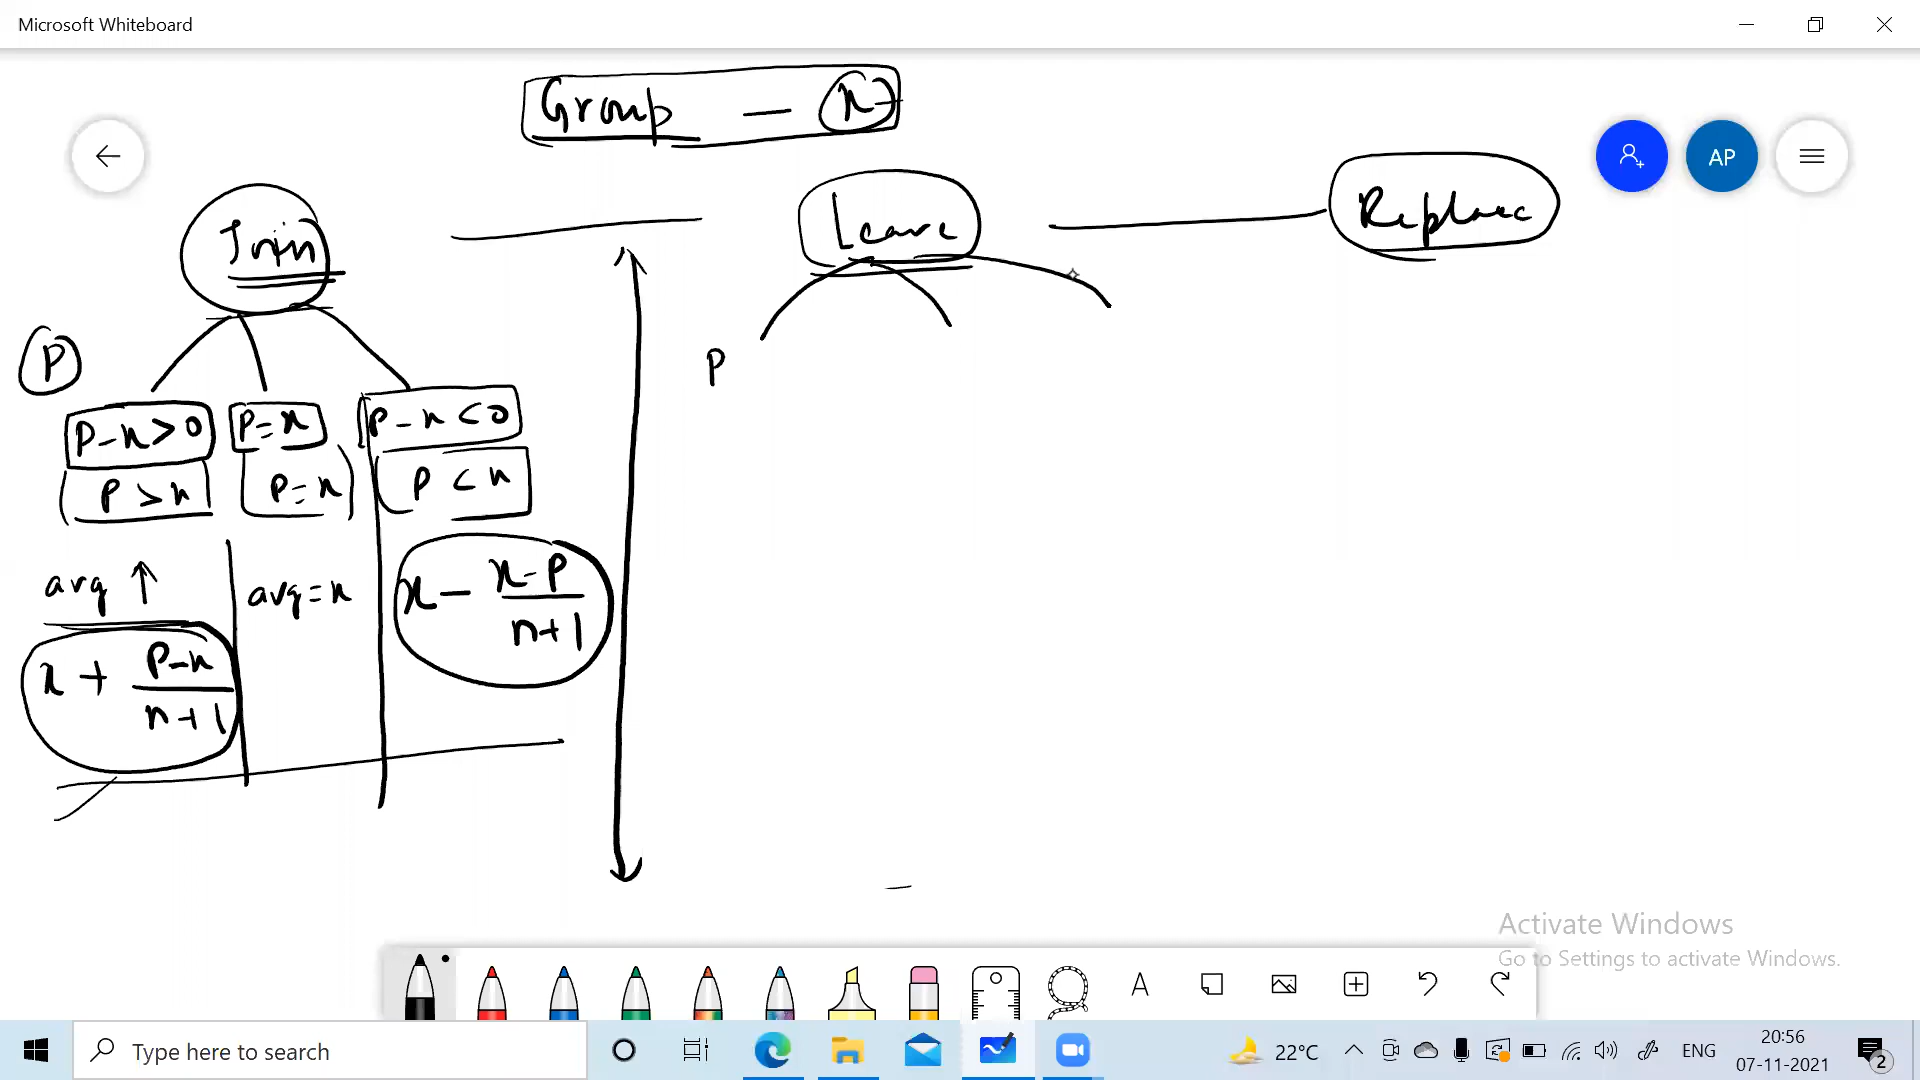 Microsoft Whiteboard
Group - x
AP
Join
Leave
Replace
P
P
P-x>0
P=x
P-x<0
P>x
P=x
P<x
avg ↑
avg=x
x - x-P
n+1
x + P-x
n+1
Activate Windows
Go to Settings to activate Windows.
A
Type here to search
22°C
ENG
20:56
07-11-2021
2